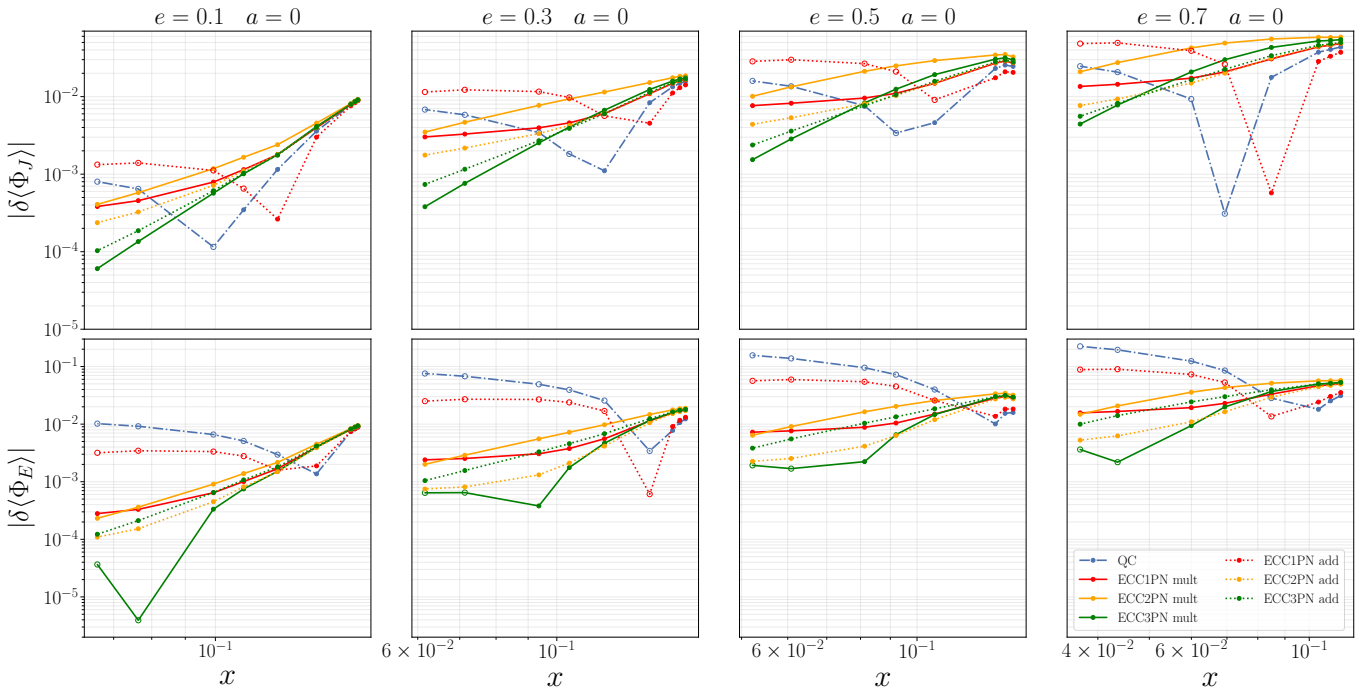 e = 0.1 a = 0
e = 0.3 a = 0
e = 0.5 a = 0
e = 0.7 a = 0
|δ⟨Φ_J⟩|
10⁻²
10⁻³
10⁻⁴
10⁻⁵
|δ⟨Φ_E⟩|
10⁻¹
10⁻²
10⁻³
10⁻⁴
10⁻⁵
QC
ECC1PN mult
ECC2PN mult
ECC3PN mult
ECC1PN add
ECC2PN add
ECC3PN add
10⁻¹
6 × 10⁻² 10⁻¹
6 × 10⁻² 10⁻¹
4 × 10⁻² 6 × 10⁻² 10⁻¹
x
x
x
x